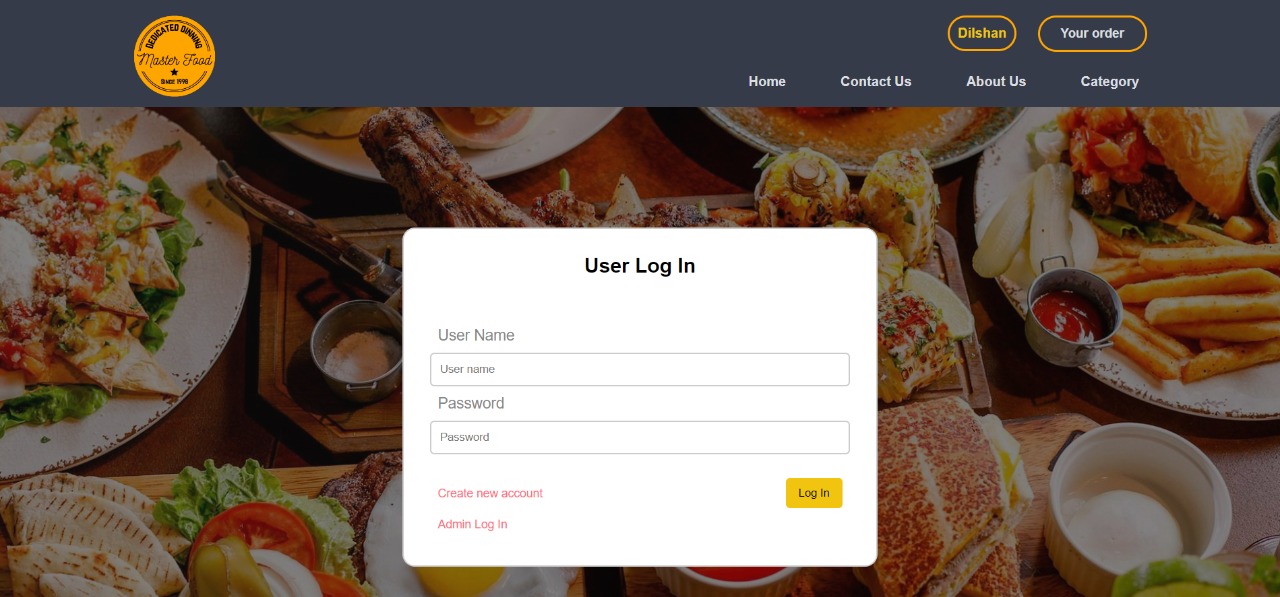 DEDICATED DINNING
Master Food
SINCE 1998
Dilshan
Your order
Home
Contact Us
About Us
Category
User Log In
User Name
User name
Password
Password
Create new account
Log In
Admin Log In